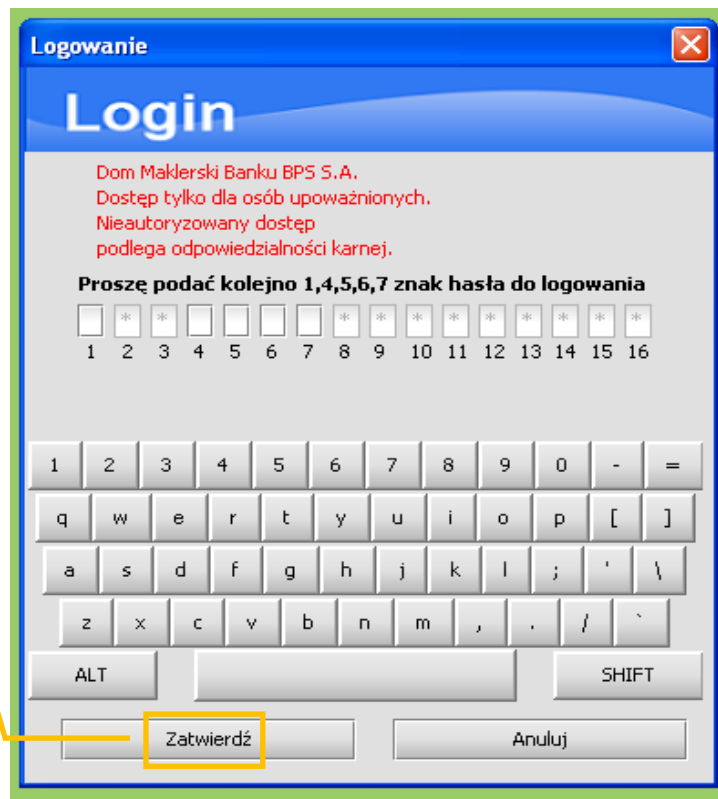 Logowanie
Login
Dom Maklerski Banku BPS S.A.
Dostęp tylko dla osób upoważnionych.
Nieautoryzowany dostęp
podlega odpowiedzialności karnej.
Proszę podać kolejno 1,4,5,6,7 znak hasła do logowania
* * * * * * * * * * *
1 2 3 4 5 6 7 8 9 10 11 12 13 14 15 16
1 2 3 4 5 6 7 8 9 0 - =
q w e r t y u i o p [ ]
a s d f g h j k l ; ' \
z x c v b n m , . / `
ALT SHIFT
Zatwierdź Anuluj